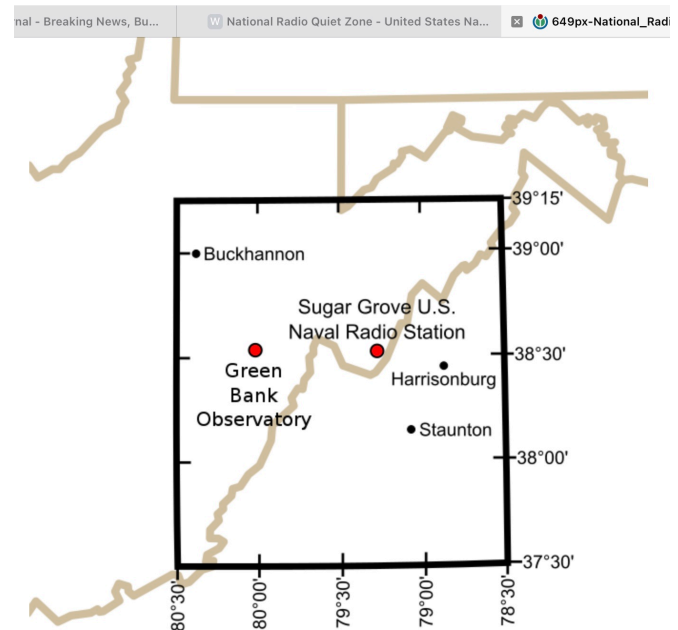 nal - Breaking News, Bu...
W National Radio Quiet Zone - United States Na...
649px-National_Radi
39°15'
Buckhannon
39°00'
Sugar Grove U.S.
Naval Radio Station
38°30'
Green
Bank
Observatory
Harrisonburg
Staunton
38°00'
37°30'
80°30'
80°00'
79°30'
79°00'
78°30'